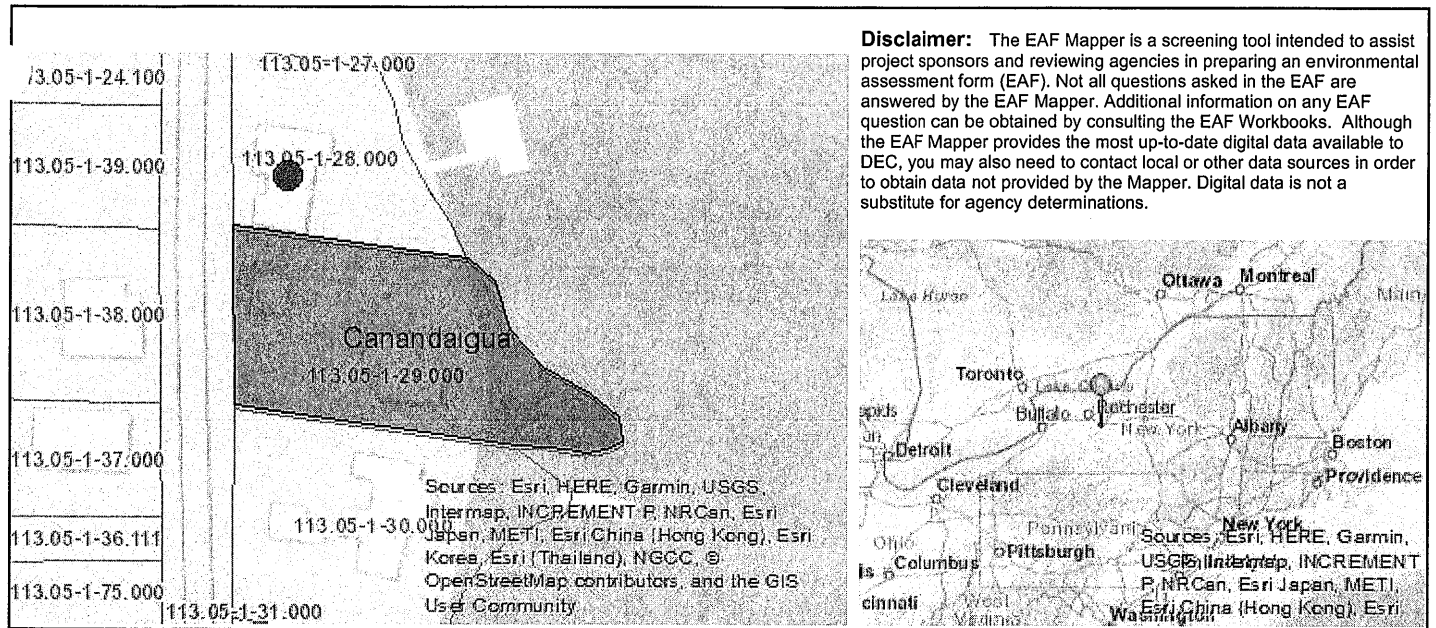 Disclaimer: The EAF Mapper is a screening tool intended to assist
project sponsors and reviewing agencies in preparing an environmental
assessment form (EAF). Not all questions asked in the EAF are
answered by the EAF Mapper. Additional information on any EAF
question can be obtained by consulting the EAF Workbooks. Although
the EAF Mapper provides the most up-to-date digital data available to
DEC, you may also need to contact local or other data sources in order
to obtain data not provided by the Mapper. Digital data is not a
substitute for agency determinations.
3.05-1-24.100
113.05-1-27.000
113.05-1-39.000
113.05-1-28.000
113.05-1-38.000
Canandaigua
113.05-1-29.000
113.05-1-37.000
113.05-1-30.000
113.05-1-36.111
113.05-1-75.000
113.05-1-31.000
Sources: Esri, HERE, Garmin, USGS,
Intermap, INCREMENT P, NRCan, Esri
Japan, METI, Esri China (Hong Kong), Esri
Korea, Esri (Thailand), NGCC, ©
OpenStreetMap contributors, and the GIS
User Community
Ottawa
Montreal
Lake Huron
Toronto
Buffalo
Rochester
New York
Albany
Boston
Detroit
Providence
Cleveland
Pennsylvania
New York
Ohio
Columbus
Pittsburgh
cinnati
West
Virginia
Washington
Sources: Esri, HERE, Garmin,
USGS, Intermap, INCREMENT
P, NRCan, Esri Japan, METI,
Esri China (Hong Kong), Esri